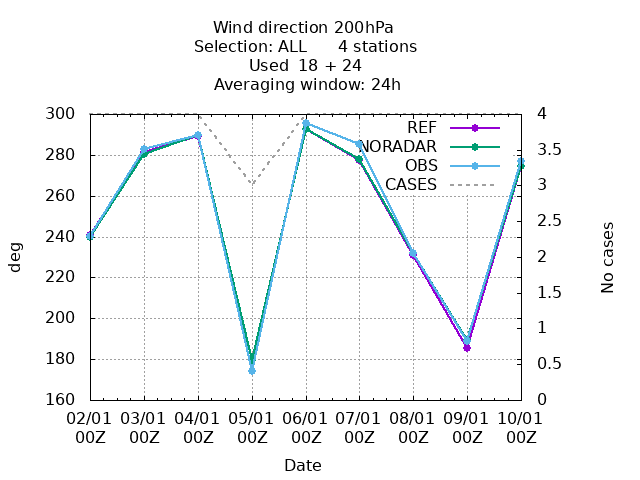 Wind direction 200hPa
Selection: ALL 4 stations
Used 18 + 24
Averaging window: 24h
300
280
260
240
220
200
180
160
deg
4
3.5
3
2.5
2
1.5
1
0.5
0
No cases
REF
NORADAR
OBS
CASES
02/01 03/01 04/01 05/01 06/01 07/01 08/01 09/01 10/01
00Z 00Z 00Z 00Z 00Z 00Z 00Z 00Z 00Z
Date